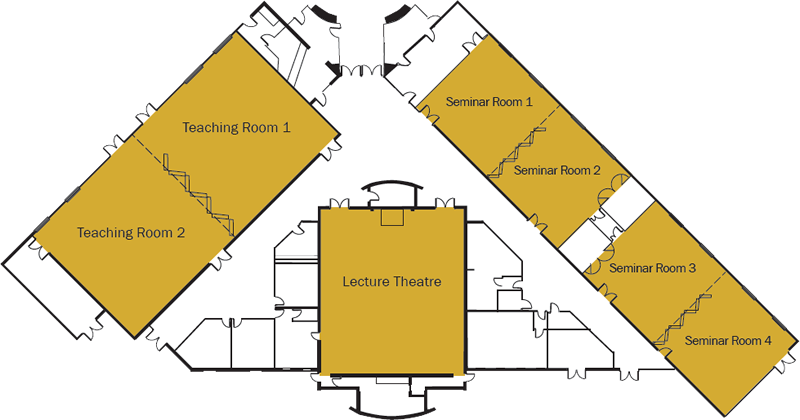 Teaching Room 1
Teaching Room 2
Lecture Theatre
Seminar Room 1
Seminar Room 2
Seminar Room 3
Seminar Room 4